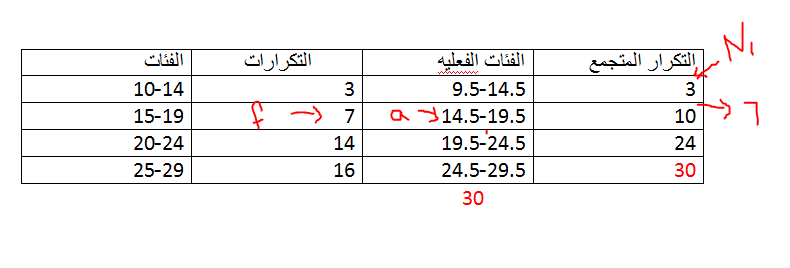 N₁
الفئات التكرارات الفئات الفعليه التكرار المتجمع
10-14 3 9.5-14.5 3
15-19 f → 7 a → 14.5-19.5 10 → 7
20-24 14 19.5-24.5 24
25-29 16 24.5-29.5 30
30